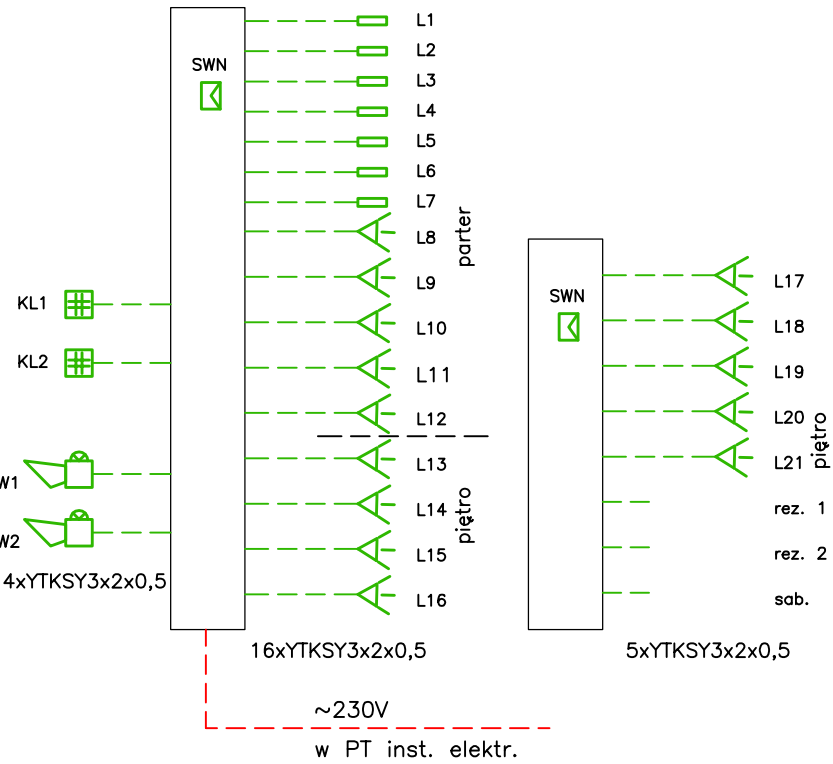 SWN
L1
L2
L3
L4
L5
L6
L7
L8
L9
L10
L11
L12
parter
L13
L14
L15
L16
piętro
KL1
KL2
W1
W2
4xYTKSY3x2x0,5
16xYTKSY3x2x0,5
~230V
w PT inst. elektr.
SWN
L17
L18
L19
L20
L21
piętro
rez. 1
rez. 2
sab.
5xYTKSY3x2x0,5